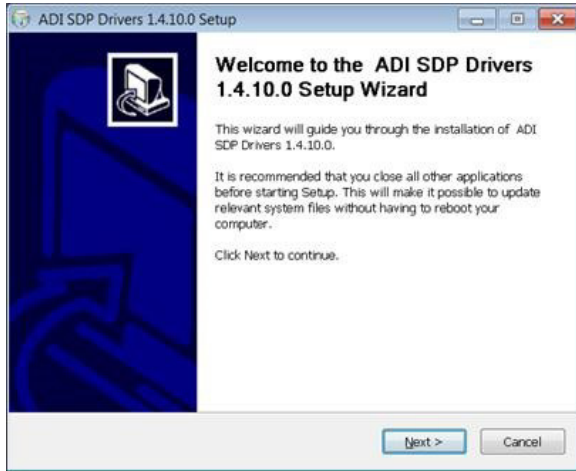 ADI SDP Drivers 1.4.10.0 Setup
Welcome to the ADI SDP Drivers
1.4.10.0 Setup Wizard
This wizard will guide you through the installation of ADI
SDP Drivers 1.4.10.0.
It is recommended that you close all other applications
before starting Setup. This will make it possible to update
relevant system files without having to reboot your
computer.
Click Next to continue.
Next >
Cancel